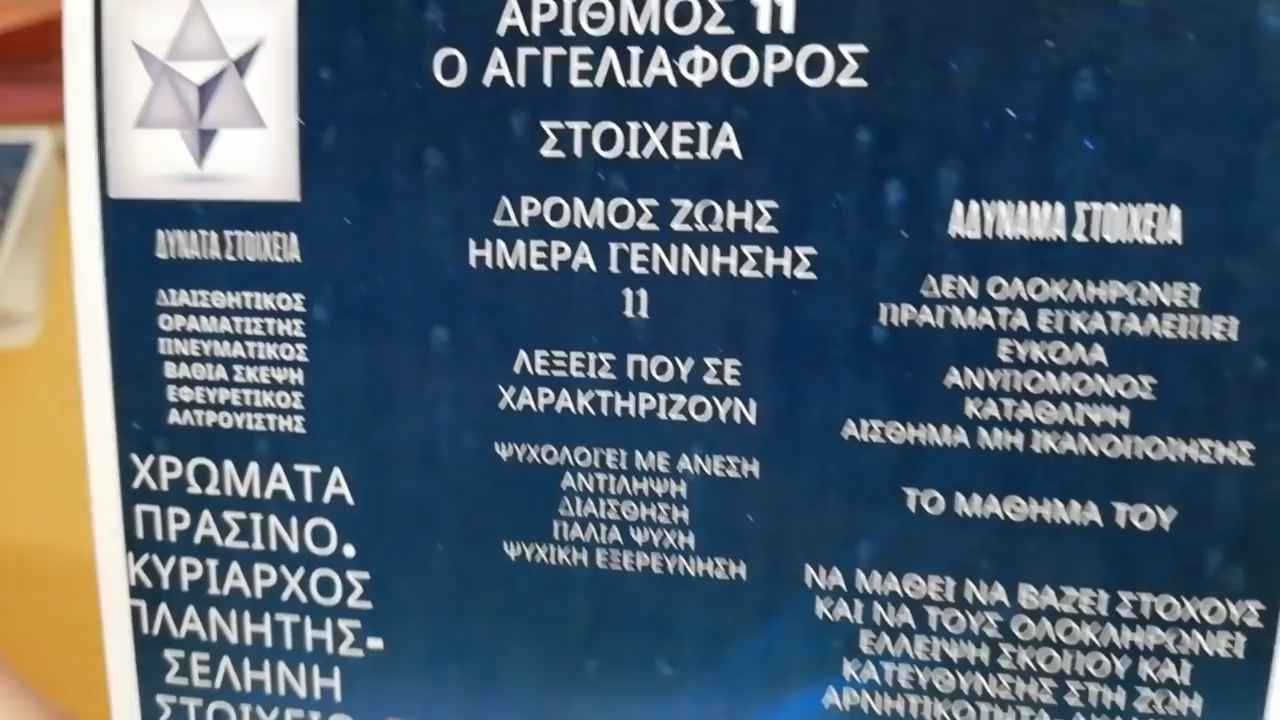 ΑΡΙΘΜΟΣ 11
Ο ΑΓΓΕΛΙΑΦΟΡΟΣ
ΣΤΟΙΧΕΙΑ
ΔΡΟΜΟΣ ΖΩΗΣ
ΗΜΕΡΑ ΓΕΝΝΗΣΗΣ
11
ΛΕΞΕΙΣ ΠΟΥ ΣΕ
ΧΑΡΑΚΤΗΡΙΖΟΥΝ
ΨΥΧΟΛΟΓΕΙ ΜΕ ΑΝΕΣΗ
ΑΝΤΙΛΗΨΗ
ΔΙΑΙΣΘΗΣΗ
ΠΑΛΙΑ ΨΥΧΗ
ΨΥΧΙΚΗ ΕΞΕΡΕΥΝΗΣΗ
ΔΥΝΑΤΑ ΣΤΟΙΧΕΙΑ
ΔΙΑΙΣΘΗΤΙΚΟΣ
ΟΡΑΜΑΤΙΣΤΗΣ
ΠΝΕΥΜΑΤΙΚΟΣ
ΒΑΘΙΑ ΣΚΕΨΗ
ΕΦΕΥΡΕΤΙΚΟΣ
ΑΛΤΡΟΥΙΣΤΗΣ
ΧΡΩΜΑΤΑ
ΠΡΑΣΙΝΟ.
ΚΥΡΙΑΡΧΟΣ
ΠΛΑΝΗΤΗΣ-
ΣΕΛΗΝΗ
ΣΤΟΙΧΕΙΟ
ΑΔΥΝΑΜΑ ΣΤΟΙΧΕΙΑ
ΔΕΝ ΟΛΟΚΛΗΡΩΝΕΙ
ΠΡΑΓΜΑΤΑ ΕΓΚΑΤΑΛΕΙΠΕΙ
ΕΥΚΟΛΑ
ΑΝΥΠΟΜΟΝΟΣ
ΚΑΤΑΘΛΙΨΗ
ΑΙΣΘΗΜΑ ΜΗ ΙΚΑΝΟΠΟΙΗΣΗΣ
ΤΟ ΜΑΘΗΜΑ ΤΟΥ
ΝΑ ΜΑΘΕΙ ΝΑ ΒΑΖΕΙ ΣΤΟΧΟΥΣ
ΚΑΙ ΝΑ ΤΟΥΣ ΟΛΟΚΛΗΡΩΝΕΙ
ΕΛΛΕΙΨΗ ΣΚΟΠΟΥ ΚΑΙ
ΚΑΤΕΥΘΥΝΣΗΣ ΣΤΗ ΖΩΗ